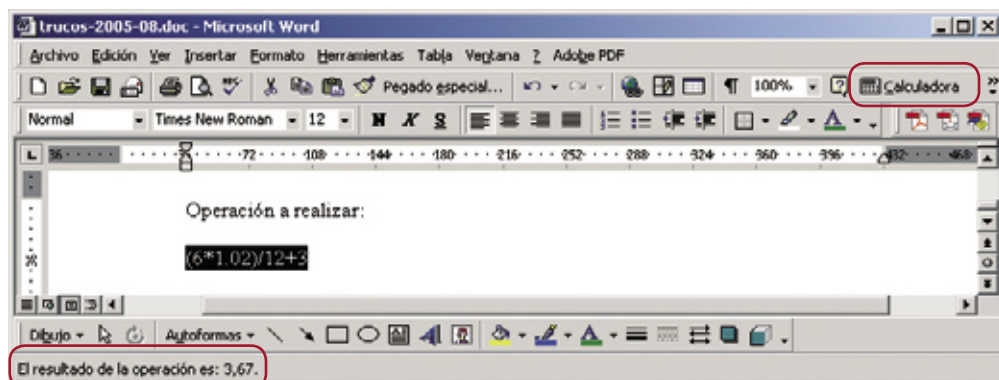 trucos-2005-08.doc - Microsoft Word
Archivo Edición Ver Insertar Formato Herramientas Tabla Ventana ? Adobe PDF
Pegado especial... 100% Calculadora
Normal Times New Roman 12 N X S
36 72 108 144 180 216 252 288 324 360 396 432 468
Operación a realizar:
(6*1.02)/12+3
36
Dibujo Autoformas
El resultado de la operación es: 3,67.